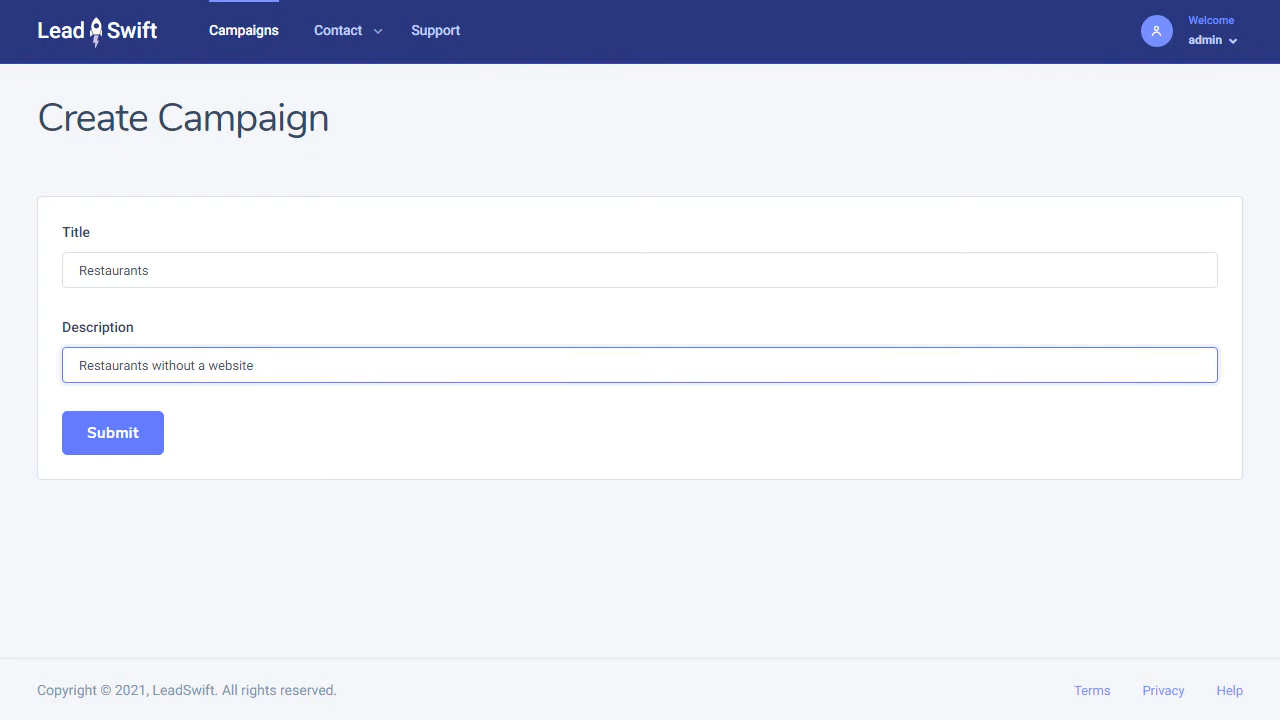 Lead Swift
Campaigns
Contact
Support
Welcome
admin
Create Campaign
Title
Restaurants
Description
Restaurants without a website
Submit
Copyright © 2021, LeadSwift. All rights reserved.
Terms
Privacy
Help